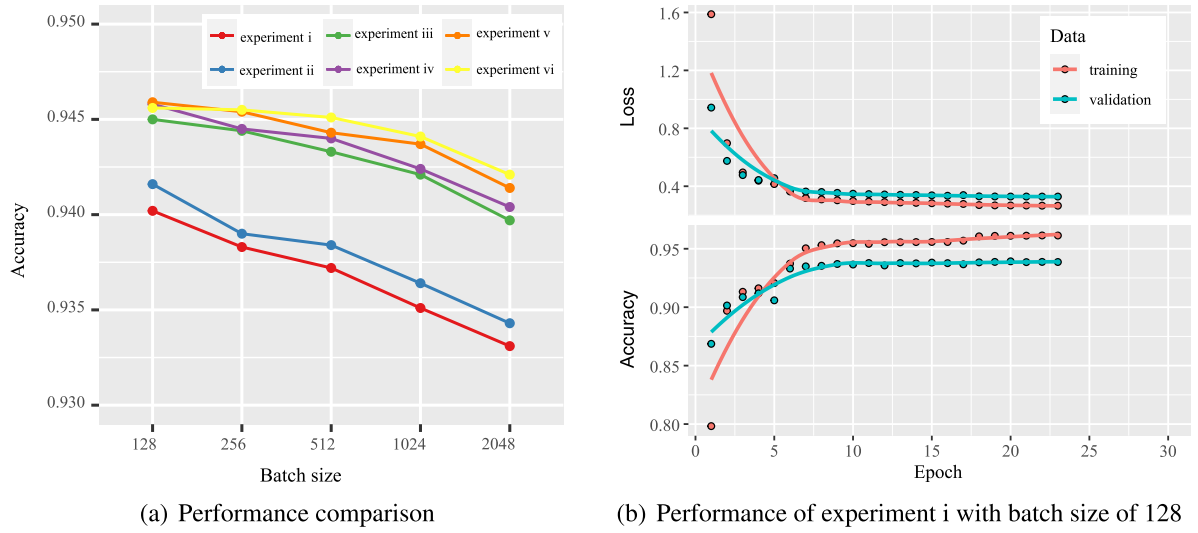 0.950
0.945
0.940
0.935
0.930
Accuracy
experiment i
experiment iii
experiment v
experiment ii
experiment iv
experiment vi
128
256
512
1024
2048
Batch size
(a) Performance comparison
1.6
1.2
0.8
0.4
Loss
Data
training
validation
0.95
0.90
0.85
0.80
Accuracy
0
5
10
15
20
25
30
Epoch
(b) Performance of experiment i with batch size of 128